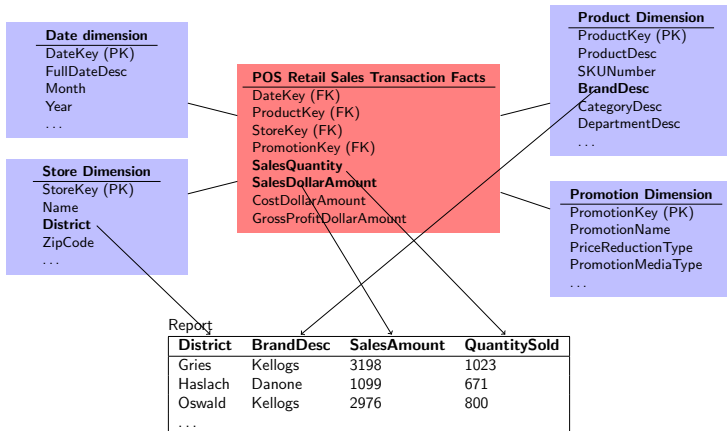 Date dimension
DateKey (PK)
FullDateDesc
Month
Year
. . .
Store Dimension
StoreKey (PK)
Name
District
ZipCode
. . .
POS Retail Sales Transaction Facts
DateKey (FK)
ProductKey (FK)
StoreKey (FK)
PromotionKey (FK)
SalesQuantity
SalesDollarAmount
CostDollarAmount
GrossProfitDollarAmount
Product Dimension
ProductKey (PK)
ProductDesc
SKUNumber
BrandDesc
CategoryDesc
DepartmentDesc
. . .
Promotion Dimension
PromotionKey (PK)
PromotionName
PriceReductionType
PromotionMediaType
. . .
Report
District BrandDesc SalesAmount QuantitySold
Gries Kellogs 3198 1023
Haslach Danone 1099 671
Oswald Kellogs 2976 800
. . .